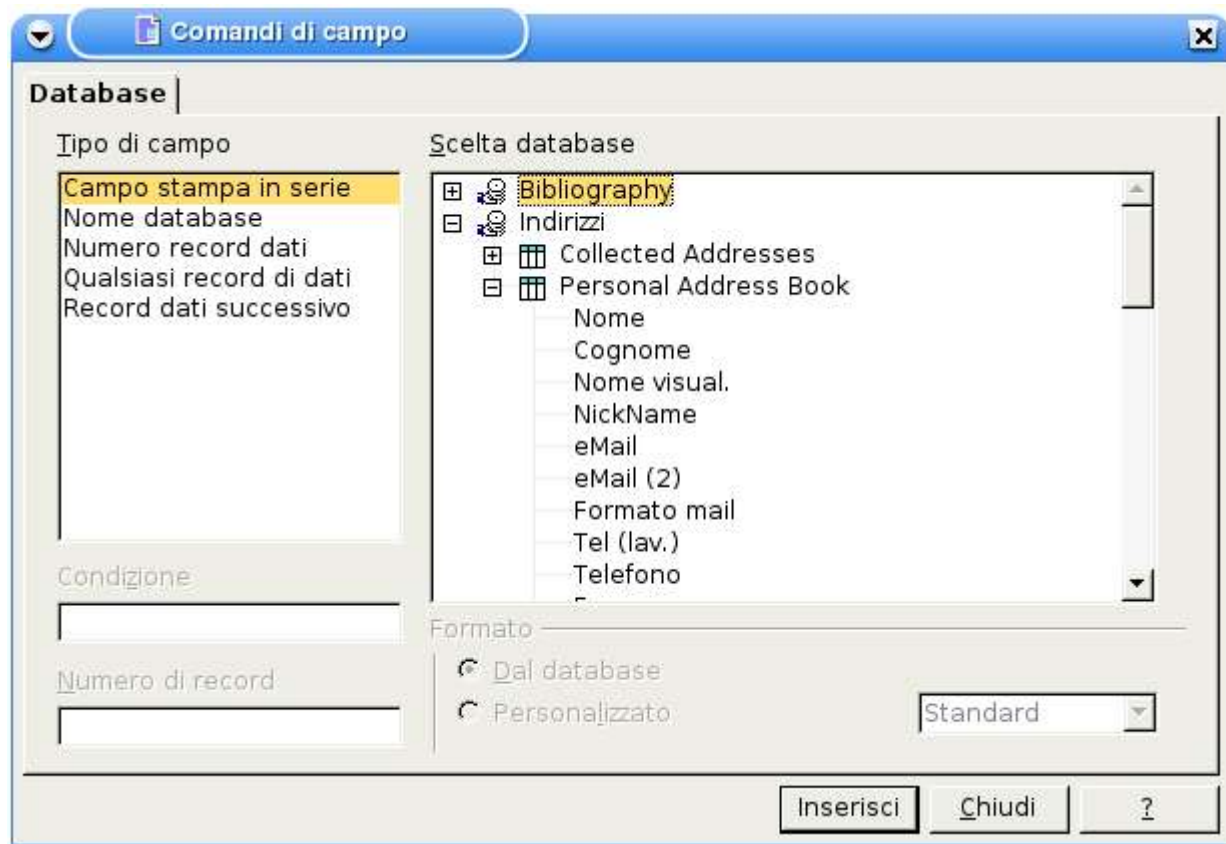 Comandi di campo
Database
Tipo di campo
Campo stampa in serie
Nome database
Numero record dati
Qualsiasi record di dati
Record dati successivo
Condizione
Numero di record
Scelta database
Bibliography
Indirizzi
Collected Addresses
Personal Address Book
Nome
Cognome
Nome visual.
NickName
eMail
eMail (2)
Formato mail
Tel (lav.)
Telefono
Formato
Dal database
Personalizzato
Standard
Inserisci
Chiudi
?